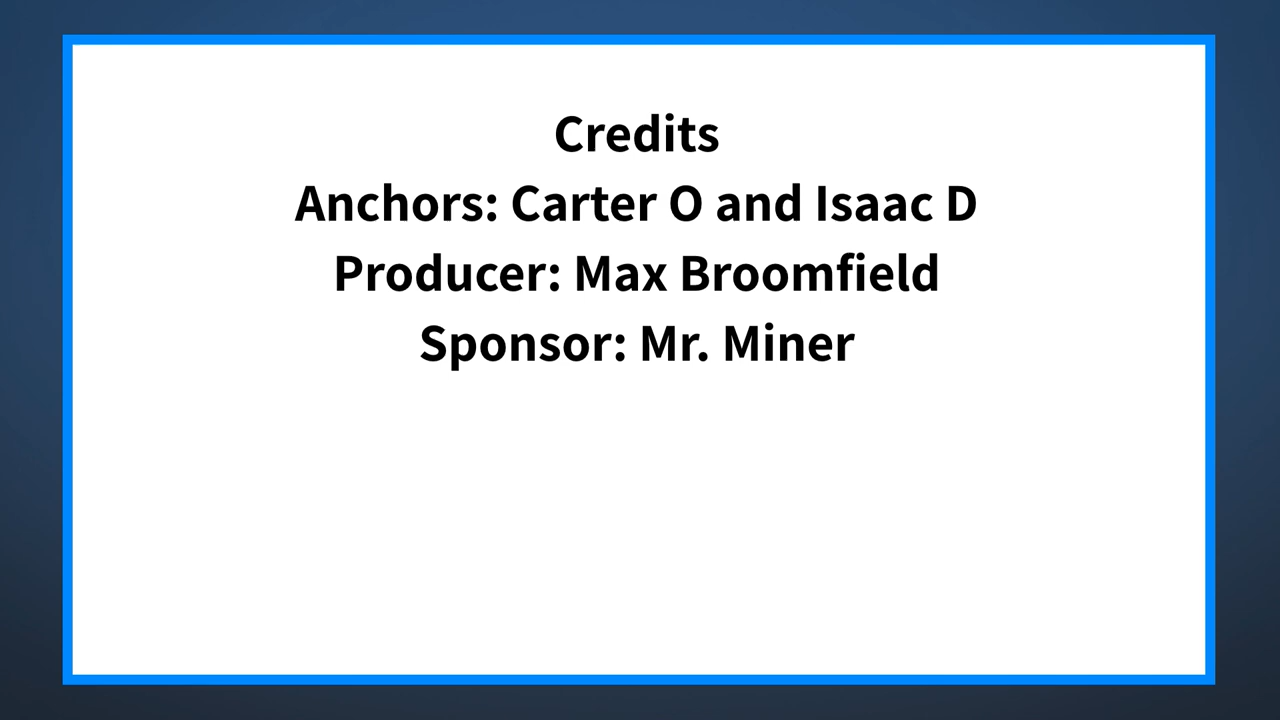 Credits
Anchors: Carter O and Isaac D
Producer: Max Broomfield
Sponsor: Mr. Miner